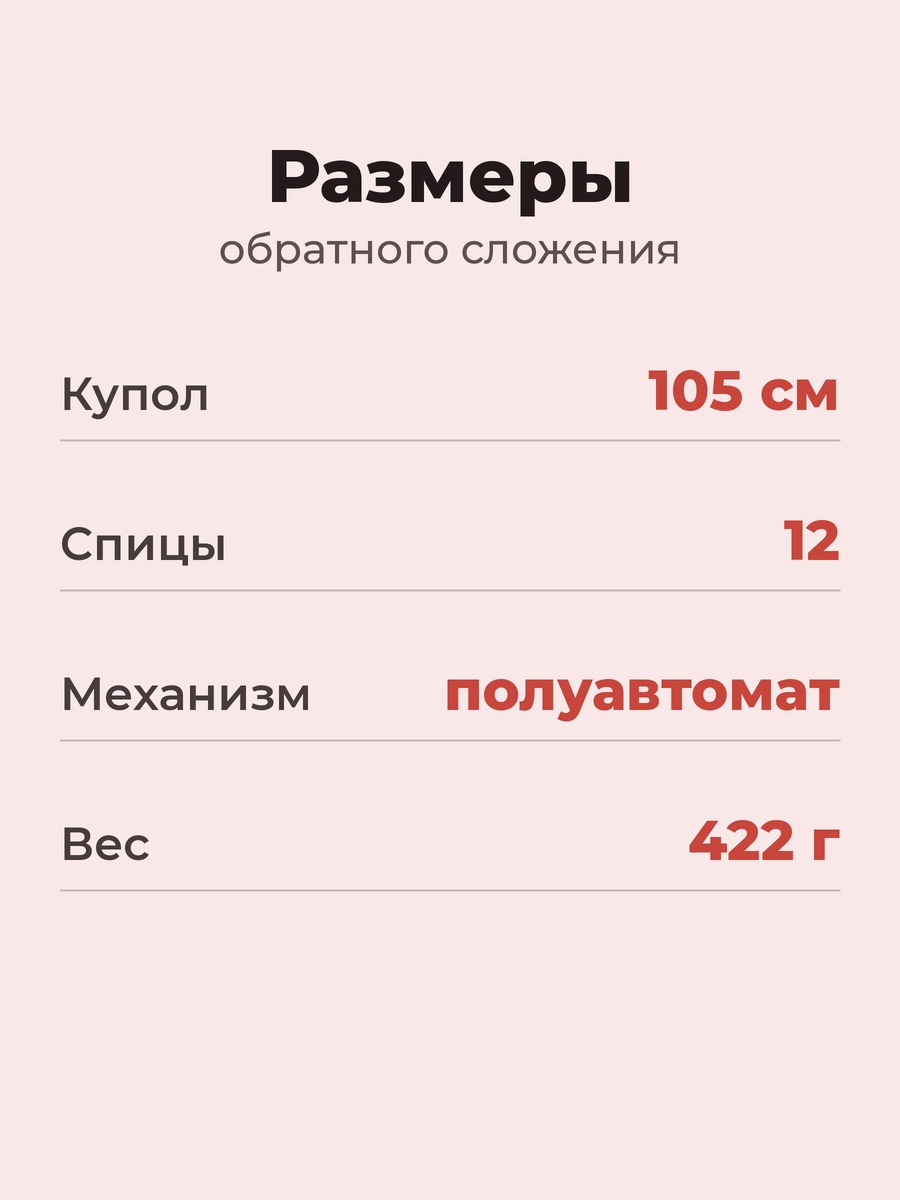 Размеры
обратного сложения
Купол 105 см
Спицы 12
Механизм полуавтомат
Вес 422 г